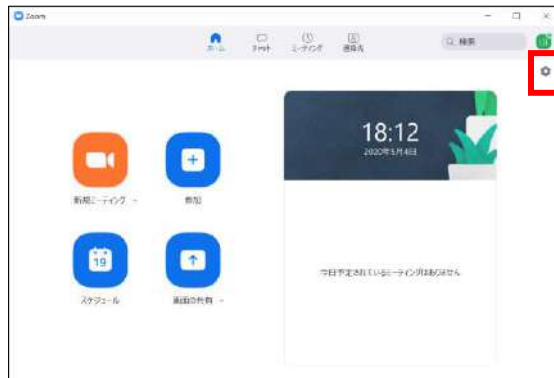 Zoom
ホーム
チャット
ミーティング
連絡先
検索
18:12
2020年5月4日
新規ミーティング
参加
19
スケジュール
画面の共有
今日予定されているミーティングはありません